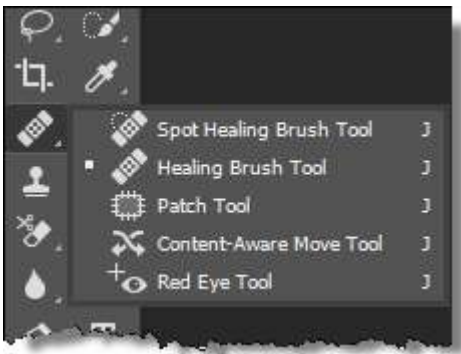 Spot Healing Brush Tool J
Healing Brush Tool J
Patch Tool J
Content-Aware Move Tool J
Red Eye Tool J